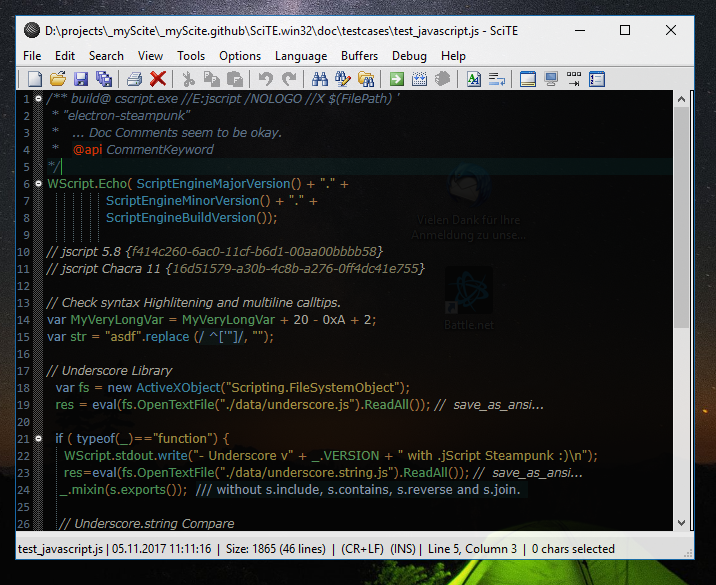 D:\projects\_myScite\_myScite.github\SciTE.win32\doc\testcases\test_javascript.js - SciTE
File Edit Search View Tools Options Language Buffers Debug Help
1 /** build@ cscript.exe //E:jscript /NOLOGO //X $(FilePath) '
2 * "electron-steampunk"
3 * ... Doc Comments seem to be okay.
4 * @api CommentKeyword
5 */
6 WScript.Echo( ScriptEngineMajorVersion() + "." +
7 ScriptEngineMinorVersion() + "." +
8 ScriptEngineBuildVersion());
9
10 // jscript 5.8 {f414c260-6ac0-11cf-b6d1-00aa00bbbb58}
11 // jscript Chacra 11 {16d51579-a30b-4c8b-a276-0ff4dc41e755}
12
13 // Check syntax Highlitening and multiline calltips.
14 var MyVeryLongVar = MyVeryLongVar + 20 - 0xA + 2;
15 var str = "asdf".replace (/ ^['"]/, "");
16
17 // Underscore Library
18 var fs = new ActiveXObject("Scripting.FileSystemObject");
19 res = eval(fs.OpenTextFile("./data/underscore.js").ReadAll()); // save_as_ansi...
20
21 if ( typeof(_)=="function") {
22 WScript.stdout.write("- Underscore v" + _.VERSION + " with .jScript Steampunk :)\n");
23 res=eval(fs.OpenTextFile("./data/underscore.string.js").ReadAll()); // save_as_ansi...
24 _.mixin(s.exports()); /// without s.include, s.contains, s.reverse and s.join.
25
26 // Underscore.string Compare
Vielen Dank für Ihre
Anmeldung zu unse...
Battle.net
test_javascript.js | 05.11.2017 11:11:16 | Size: 1865 (46 lines) | (CR+LF) (INS) | Line 5, Column 3 | 0 chars selected